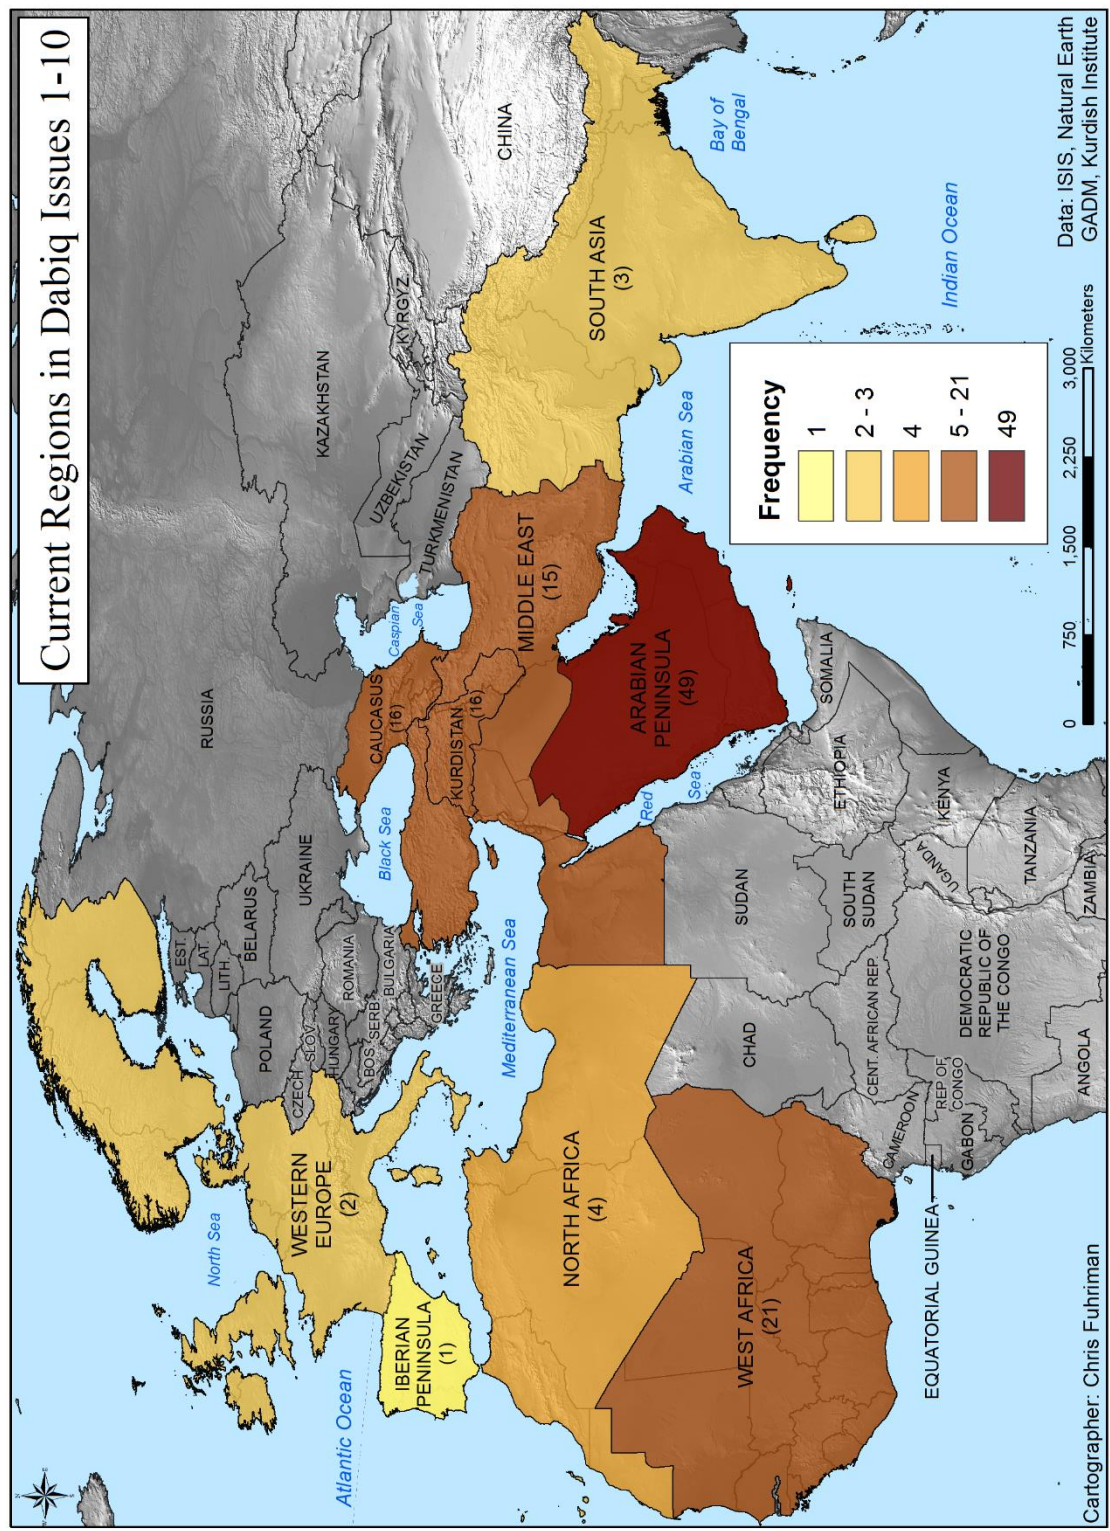 Current Regions in Dabiq Issues 1-10
RUSSIA
KAZAKHSTAN
UZBEKISTAN
TURKMENISTAN
KYRGYZ
CHINA
EST.
LAT.
LITH.
BELARUS
POLAND
UKRAINE
CZECH
SLOV.
HUNGARY
ROMANIA
BOS.
SERB.
BULGARIA
GREECE
North Sea
Atlantic Ocean
Black Sea
Caspian
Sea
Mediterranean Sea
Red
Sea
Arabian Sea
Bay of
Bengal
Indian Ocean
WESTERN
EUROPE
(2)
IBERIAN
PENINSULA
(1)
CAUCASUS
(16)
KURDISTAN
(16)
MIDDLE EAST
(15)
SOUTH ASIA
(3)
ARABIAN
PENINSULA
(49)
NORTH AFRICA
(4)
WEST AFRICA
(21)
CHAD
SUDAN
SOUTH
SUDAN
ETHIOPIA
SOMALIA
CENT. AFRICAN REP.
CAMEROON
EQUATORIAL GUINEA
GABON
REP OF
CONGO
DEMOCRATIC
REPUBLIC OF
THE CONGO
UGANDA
KENYA
TANZANIA
ANGOLA
ZAMBIA
Frequency
1
2 - 3
4
5 - 21
49
0
750
1,500
2,250
3,000
Kilometers
Cartographer: Chris Fuhriman
Data: ISIS, Natural Earth
GADM, Kurdish Institute